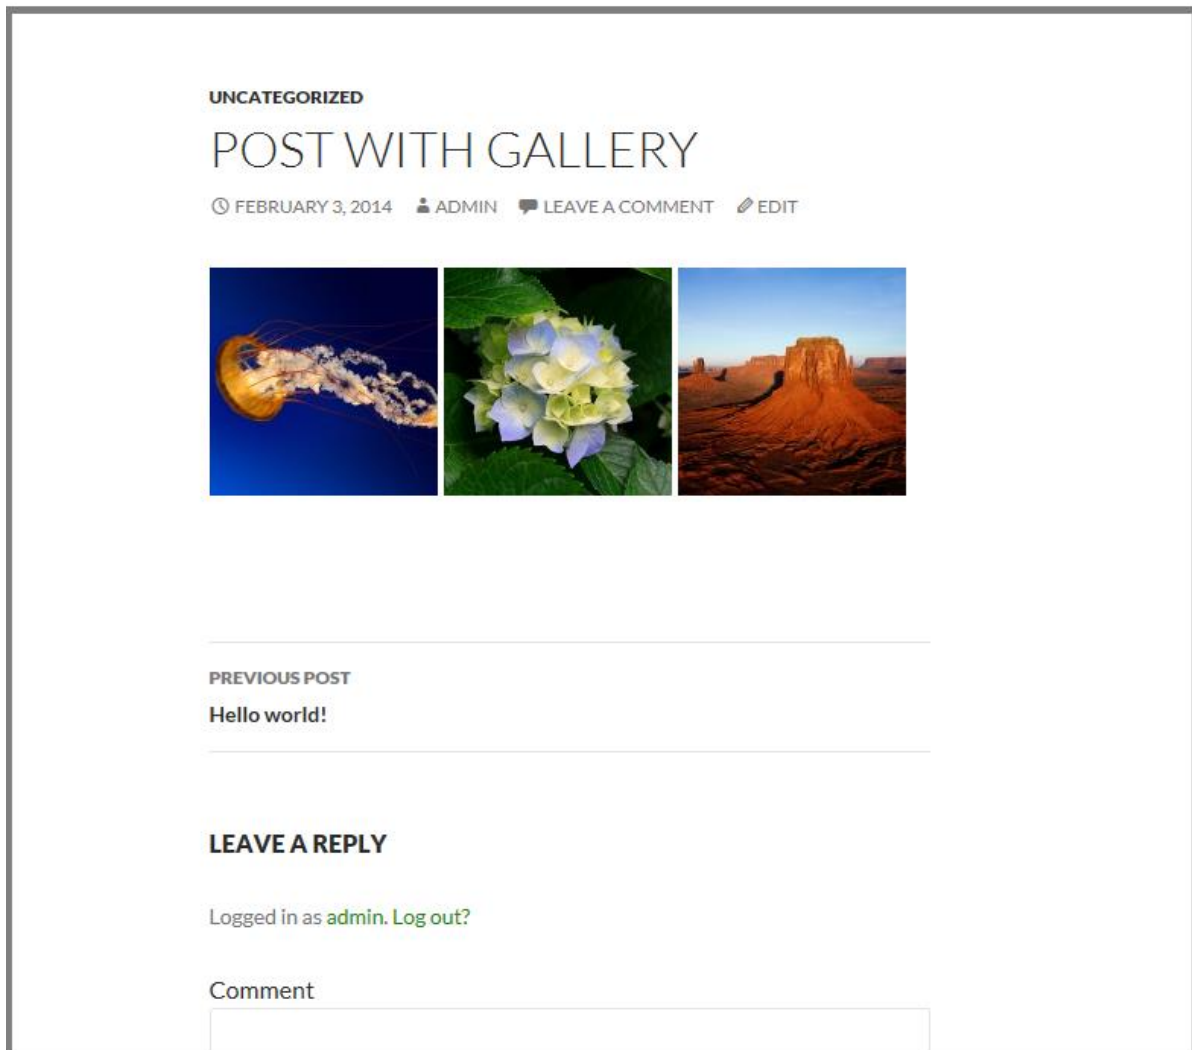 UNCATEGORIZED
POST WITH GALLERY
FEBRUARY 3, 2014 ADMIN LEAVE A COMMENT EDIT
PREVIOUS POST
Hello world!
LEAVE A REPLY
Logged in as admin. Log out?
Comment